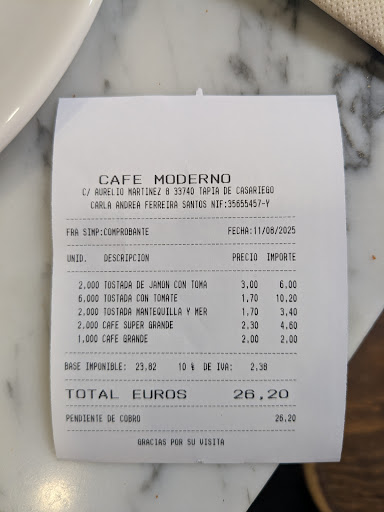 CAFE MODERNO
C/ AURELIO MARTINEZ 8 33740 TAPIA DE CASARIEGO
CARLA ANDREA FERREIRA SANTOS NIF:35655457-Y
FRA SIMP:COMPROBANTE FECHA:11/08/2025
UNID. DESCRIPCION PRECIO IMPORTE
2,000 TOSTADA DE JAMON CON TOMA 3,00 6,00
6,000 TOSTADA CON TOMATE 1,70 10,20
2,000 TOSTADA MANTEQUILLA Y MER 1,70 3,40
2,000 CAFE SUPER GRANDE 2,30 4,60
1,000 CAFE GRANDE 2,00 2,00
BASE IMPONIBLE: 23,82 10 % DE IVA: 2,38
TOTAL EUROS 26,20
PENDIENTE DE COBRO 26,20
GRACIAS POR SU VISITA